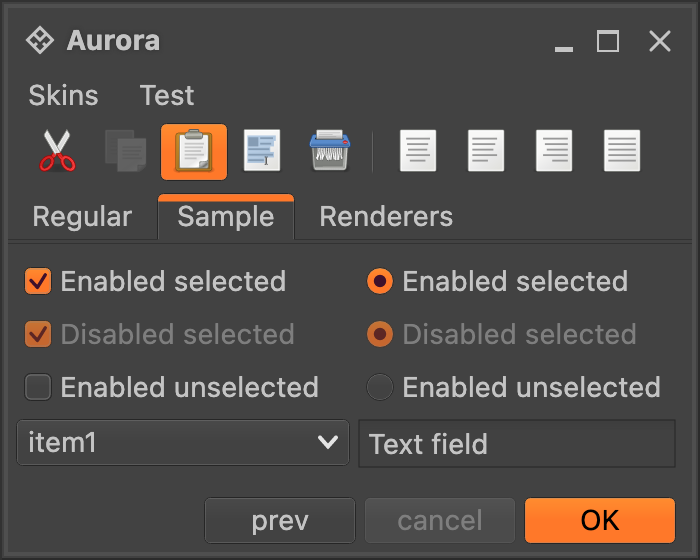 Aurora
Skins Test
Regular Sample Renderers
Enabled selected Enabled selected
Disabled selected Disabled selected
Enabled unselected Enabled unselected
item1 Text field
prev cancel OK